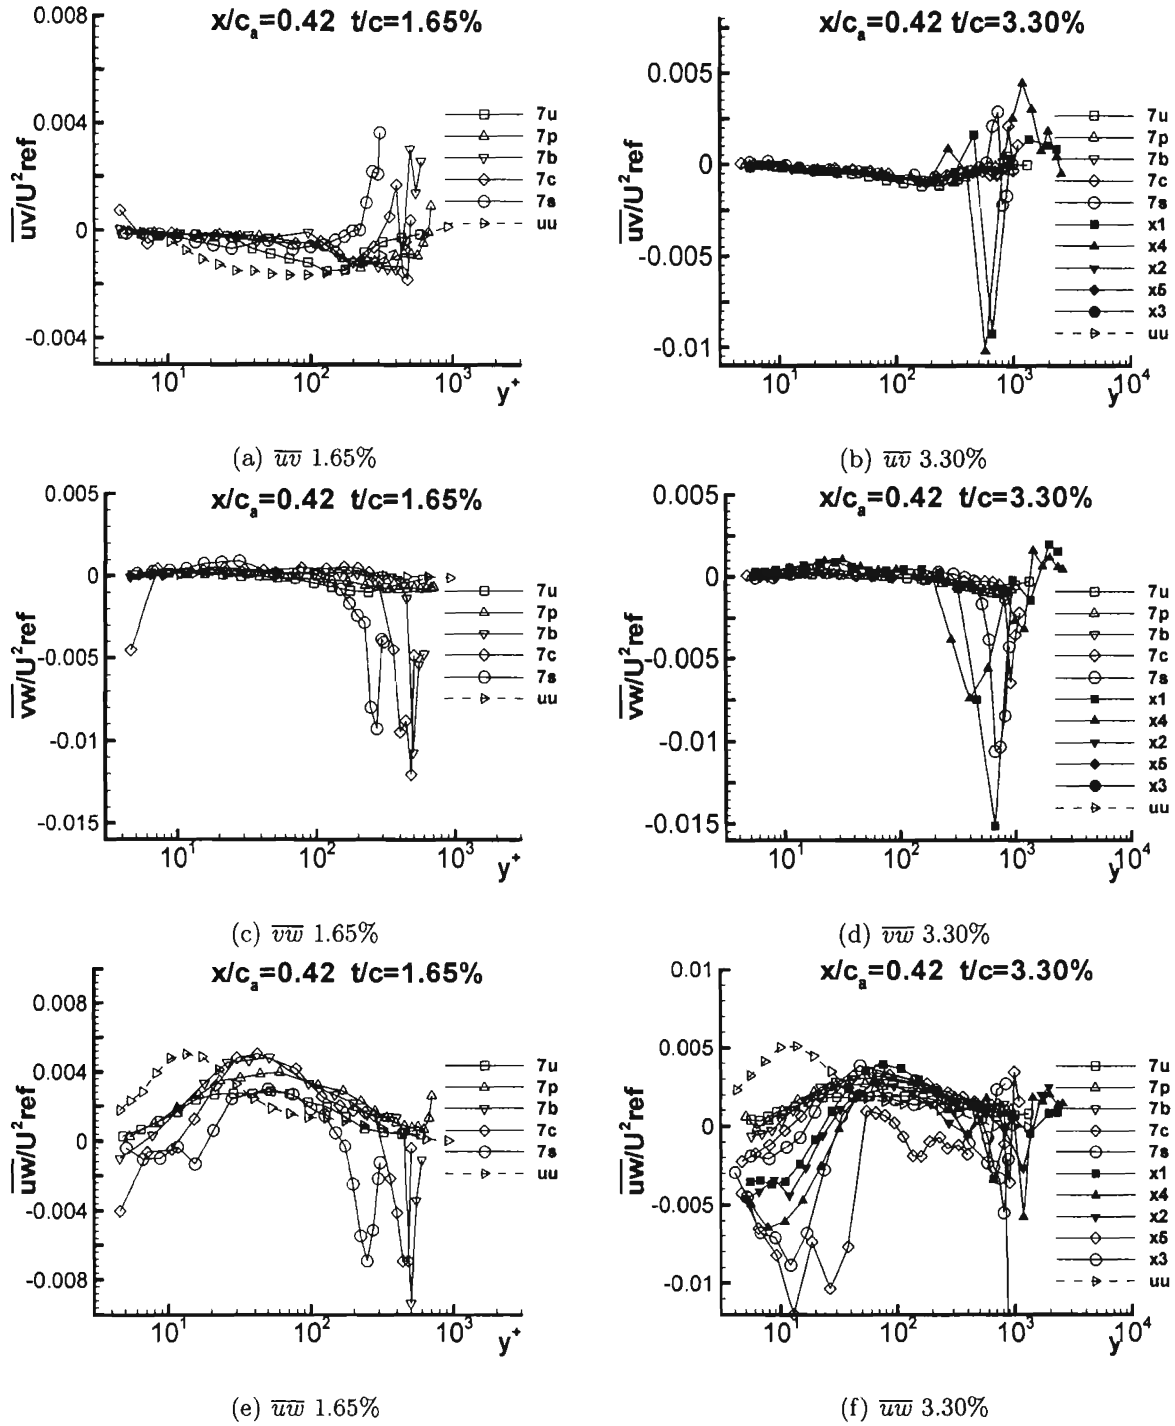 x/cₐ=0.42 t/c=1.65%
0.008
0.004
0
-0.004
uv/U²ref
10¹
10²
10³
y⁺
7u
7p
7b
7c
7s
uu
(a) uv 1.65%
x/cₐ=0.42 t/c=3.30%
0.005
0
-0.005
-0.01
uv/U²ref
10¹
10²
10³
10⁴
y
7u
7p
7b
7c
7s
x1
x4
x2
x5
x3
uu
(b) uv 3.30%
x/cₐ=0.42 t/c=1.65%
0.005
0
-0.005
-0.01
-0.015
vw/U²ref
10¹
10²
10³
y⁺
7u
7p
7b
7c
7s
uu
(c) vw 1.65%
x/cₐ=0.42 t/c=3.30%
0.005
0
-0.005
-0.01
-0.015
vw/U²ref
10¹
10²
10³
10⁴
y
7u
7p
7b
7c
7s
x1
x4
x2
x5
x3
uu
(d) vw 3.30%
x/cₐ=0.42 t/c=1.65%
0.008
0.004
0
-0.004
-0.008
uw/U²ref
10¹
10²
10³
y⁺
7u
7p
7b
7c
7s
uu
(e) uw 1.65%
x/cₐ=0.42 t/c=3.30%
0.01
0.005
0
-0.005
-0.01
uw/U²ref
10¹
10²
10³
10⁴
y
7u
7p
7b
7c
7s
x1
x4
x2
x5
x3
uu
(f) uw 3.30%